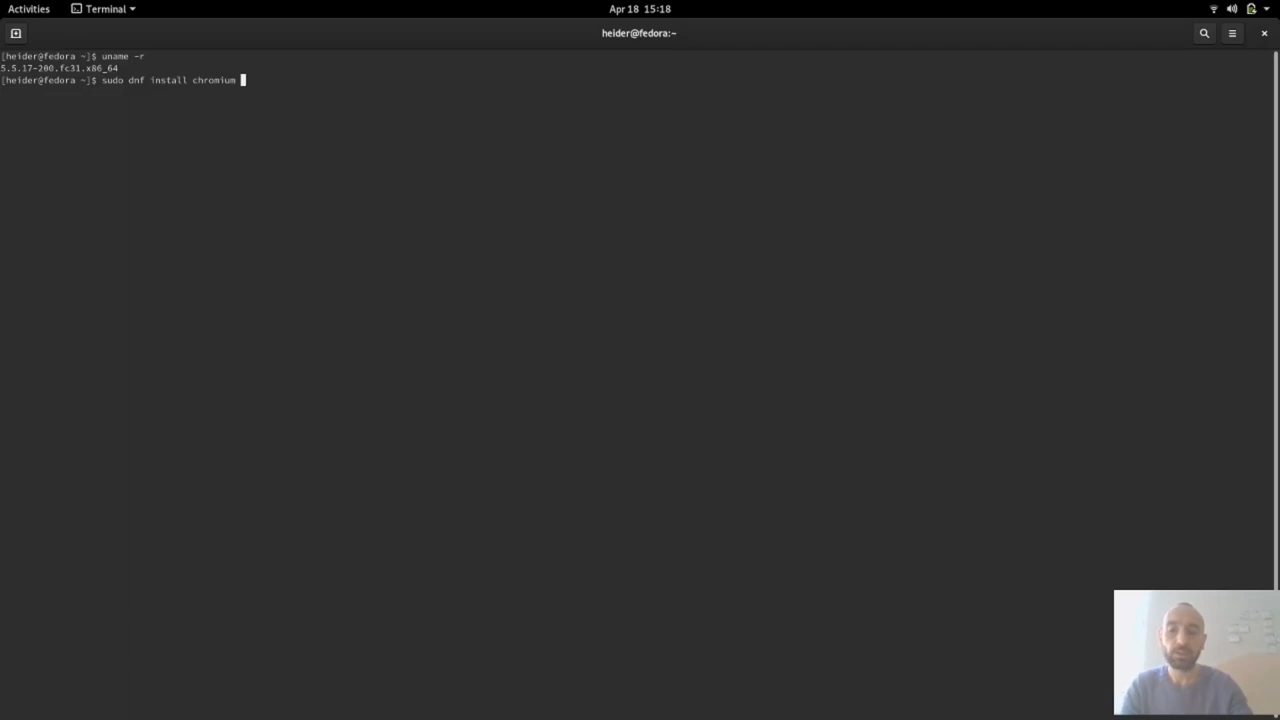 Activities
Terminal
Apr 18 15:18
heider@fedora:~
[heider@fedora ~]$ uname -r
5.5.17-200.fc31.x86_64
[heider@fedora ~]$ sudo dnf install chromium